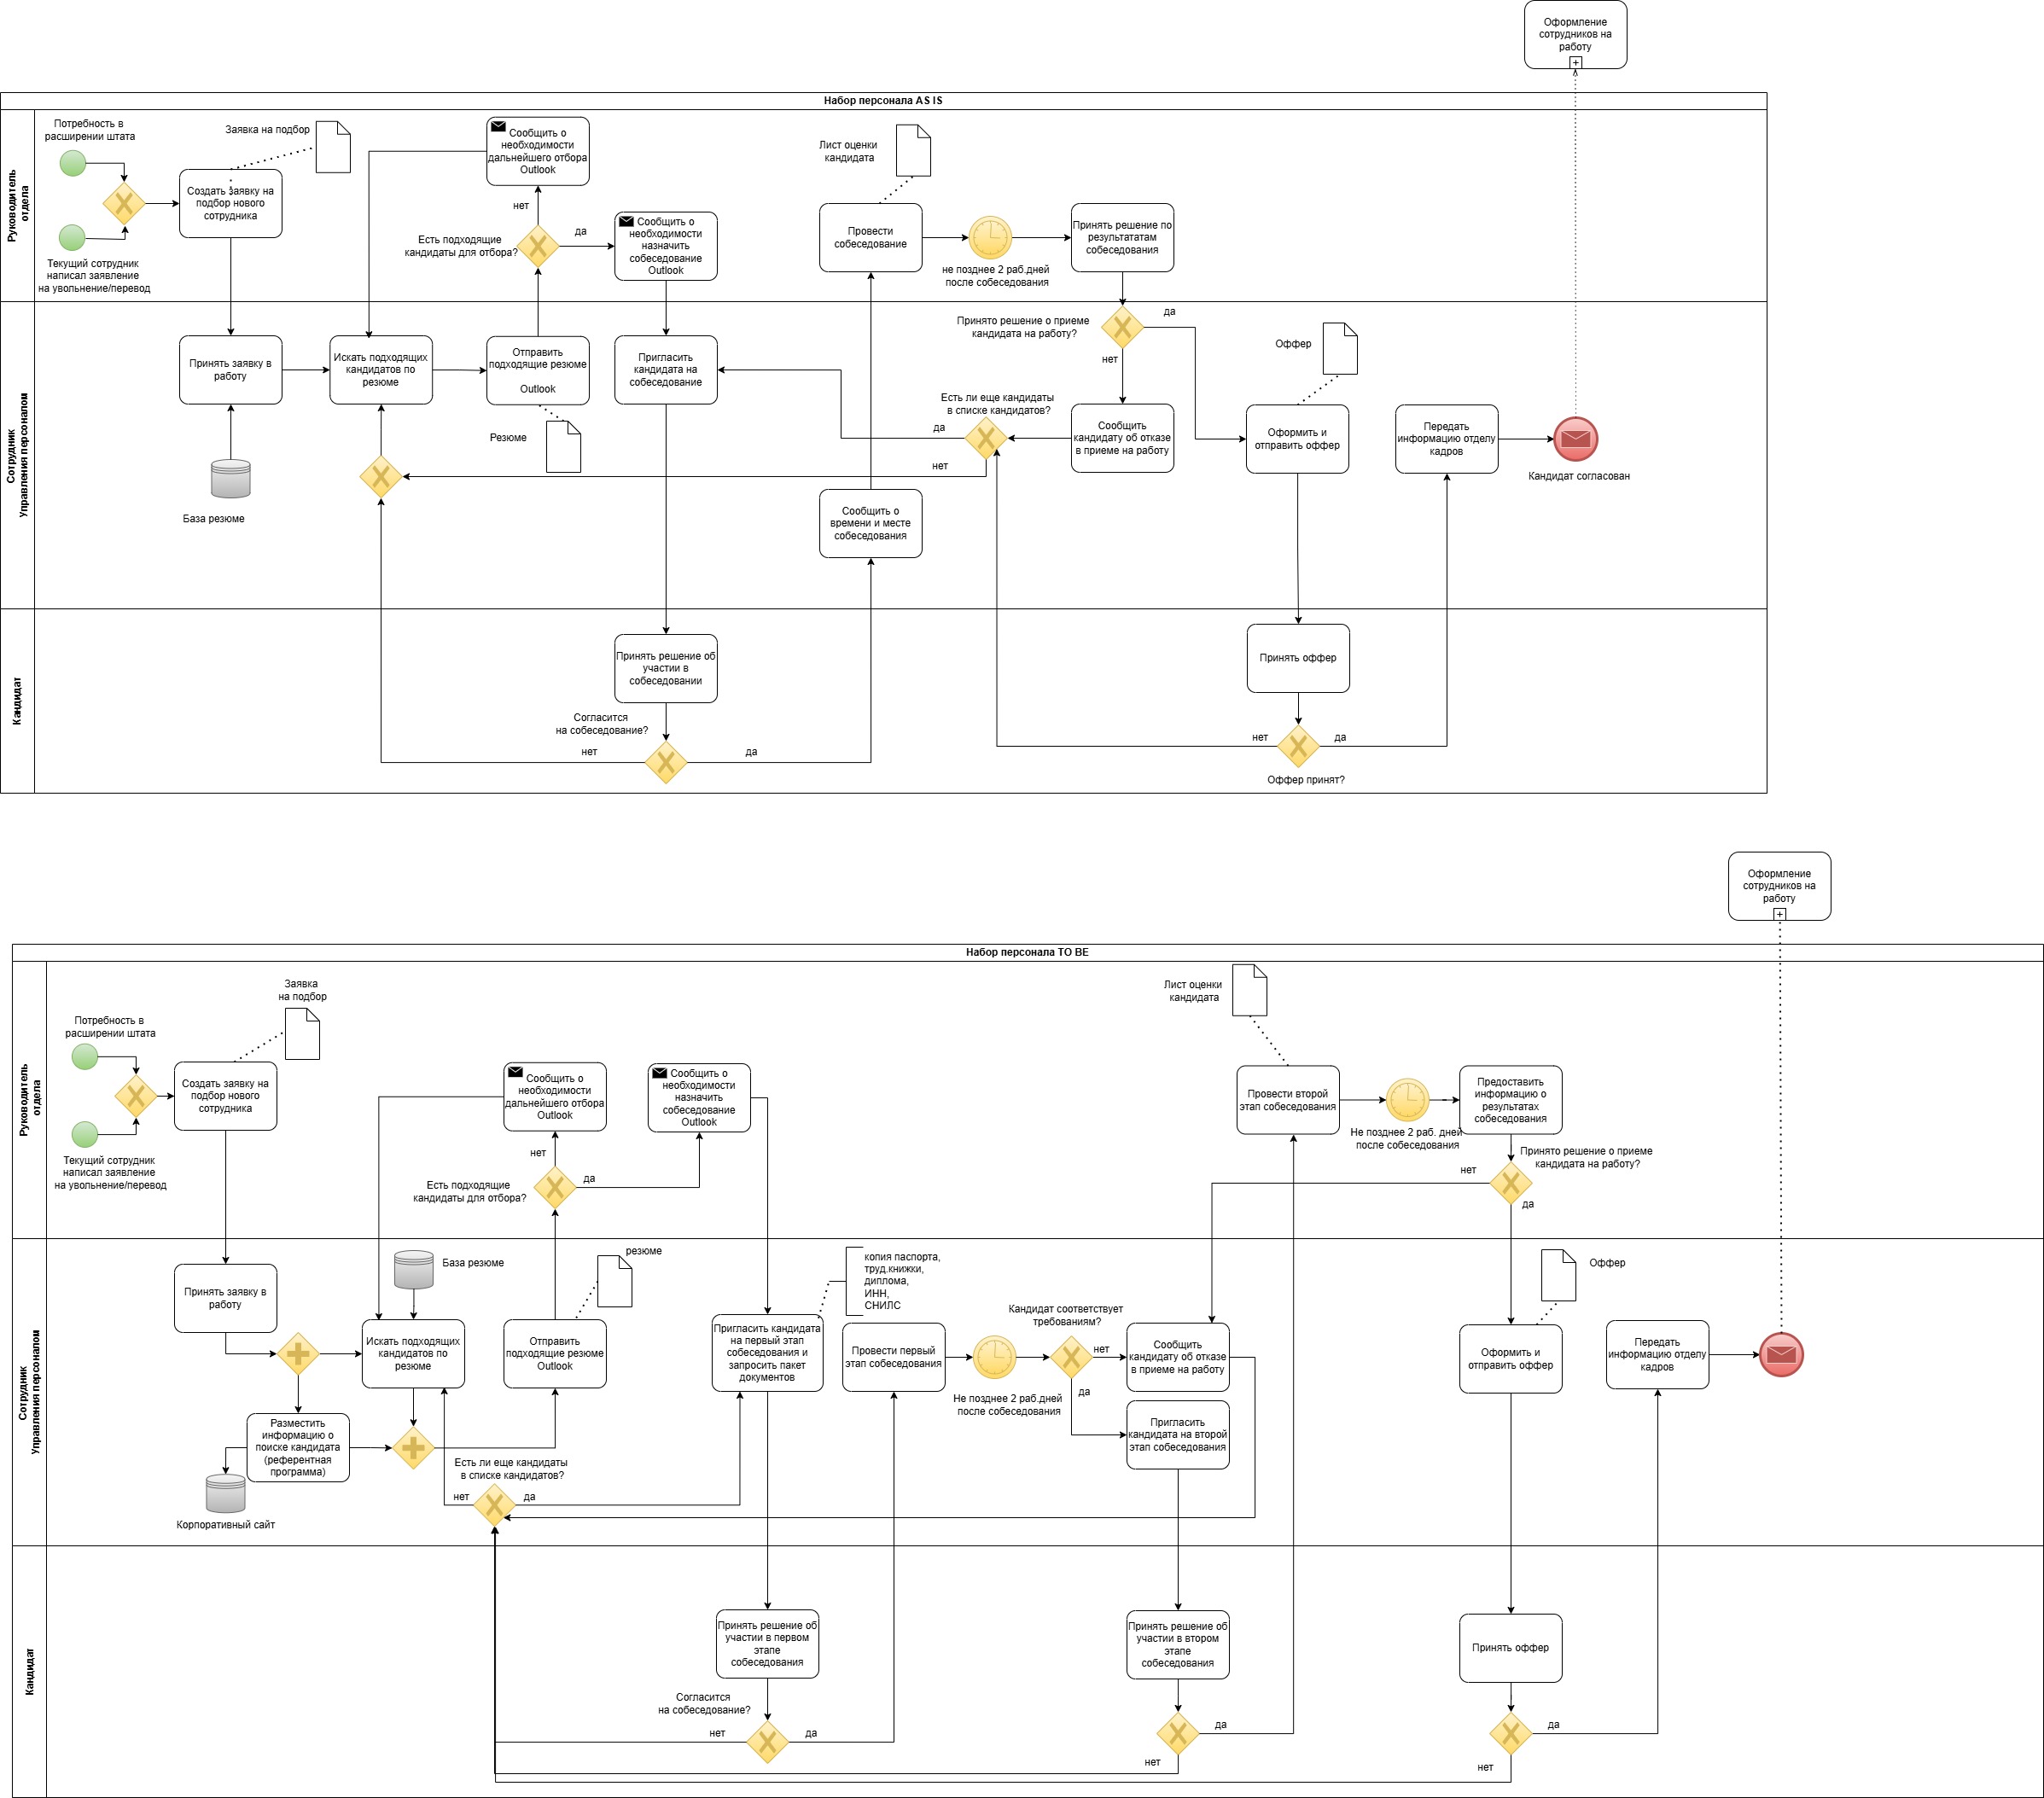 Оформление
сотрудников на
работу
Набор персонала AS IS
Руководитель
отдела
Потребность в
расширении штата
Текущий сотрудник
написал заявление
на увольнение/перевод
Создать заявку на
подбор нового
сотрудника
Заявка на подбор
Сообщить о
необходимости
дальнейшего отбора
Outlook
нет
Есть подходящие
кандидаты для отбора?
да
Сообщить о
необходимости
назначить
собеседование
Outlook
Лист оценки
кандидата
Провести
собеседование
не позднее 2 раб.дней
после собеседования
Принять решение по
результататам
собеседования
Сотрудник
Управления персоналом
Принять заявку в
работу
База резюме
Искать подходящих
кандидатов по
резюме
Отправить
подходящие резюме
Outlook
Резюме
Пригласить
кандидата на
собеседование
Сообщить о
времени и месте
собеседования
Принято решение о приеме
кандидата на работу?
да
нет
Есть ли еще кандидаты
в списке кандидатов?
да
нет
Сообщить
кандидату об отказе
в приеме на работу
Оффер
Оформить и
отправить оффер
Передать
информацию отделу
кадров
Кандидат согласован
Кандидат
Принять решение об
участии в
собеседовании
Согласится
на собеседование?
нет
да
Принять оффер
нет
да
Оффер принят?
Оформление
сотрудников на
работу
Набор персонала TO BE
Руководитель
отдела
Потребность в
расширении штата
Текущий сотрудник
написал заявление
на увольнение/перевод
Создать заявку на
подбор нового
сотрудника
Заявка
на подбор
Сообщить о
необходимости
дальнейшего отбора
Outlook
нет
Есть подходящие
кандидаты для отбора?
да
Сообщить о
необходимости
назначить
собеседование
Outlook
Лист оценки
кандидата
Провести второй
этап собеседования
Не позднее 2 раб. дней
после собеседования
Предоставить
информацию о
результатах
собеседования
Принято решение о приеме
кандидата на работу?
нет
да
Сотрудник
Управления персоналом
Принять заявку в
работу
База резюме
Искать подходящих
кандидатов по
резюме
Разместить
информацию о
поиске кандидата
(референтная
программа)
Корпоративный сайт
резюме
Отправить
подходящие резюме
Outlook
Есть ли еще кандидаты
в списке кандидатов?
нет
да
Пригласить кандидата
на первый этап
собеседования и
запросить пакет
документов
копия паспорта,
труд.книжки,
диплома,
ИНН,
СНИЛС
Провести первый
этап собеседования
Не позднее 2 раб.дней
после собеседования
Кандидат соответствует
требованиям?
нет
да
Сообщить
кандидату об отказе
в приеме на работу
Пригласить
кандидата на второй
этап собеседования
Оффер
Оформить и
отправить оффер
Передать
информацию отделу
кадров
Кандидат
Принять решение об
участии в первом
этапе
собеседования
Согласится
на собеседование?
нет
да
Принять решение об
участии в втором
этапе
собеседования
да
нет
Принять оффер
да
нет